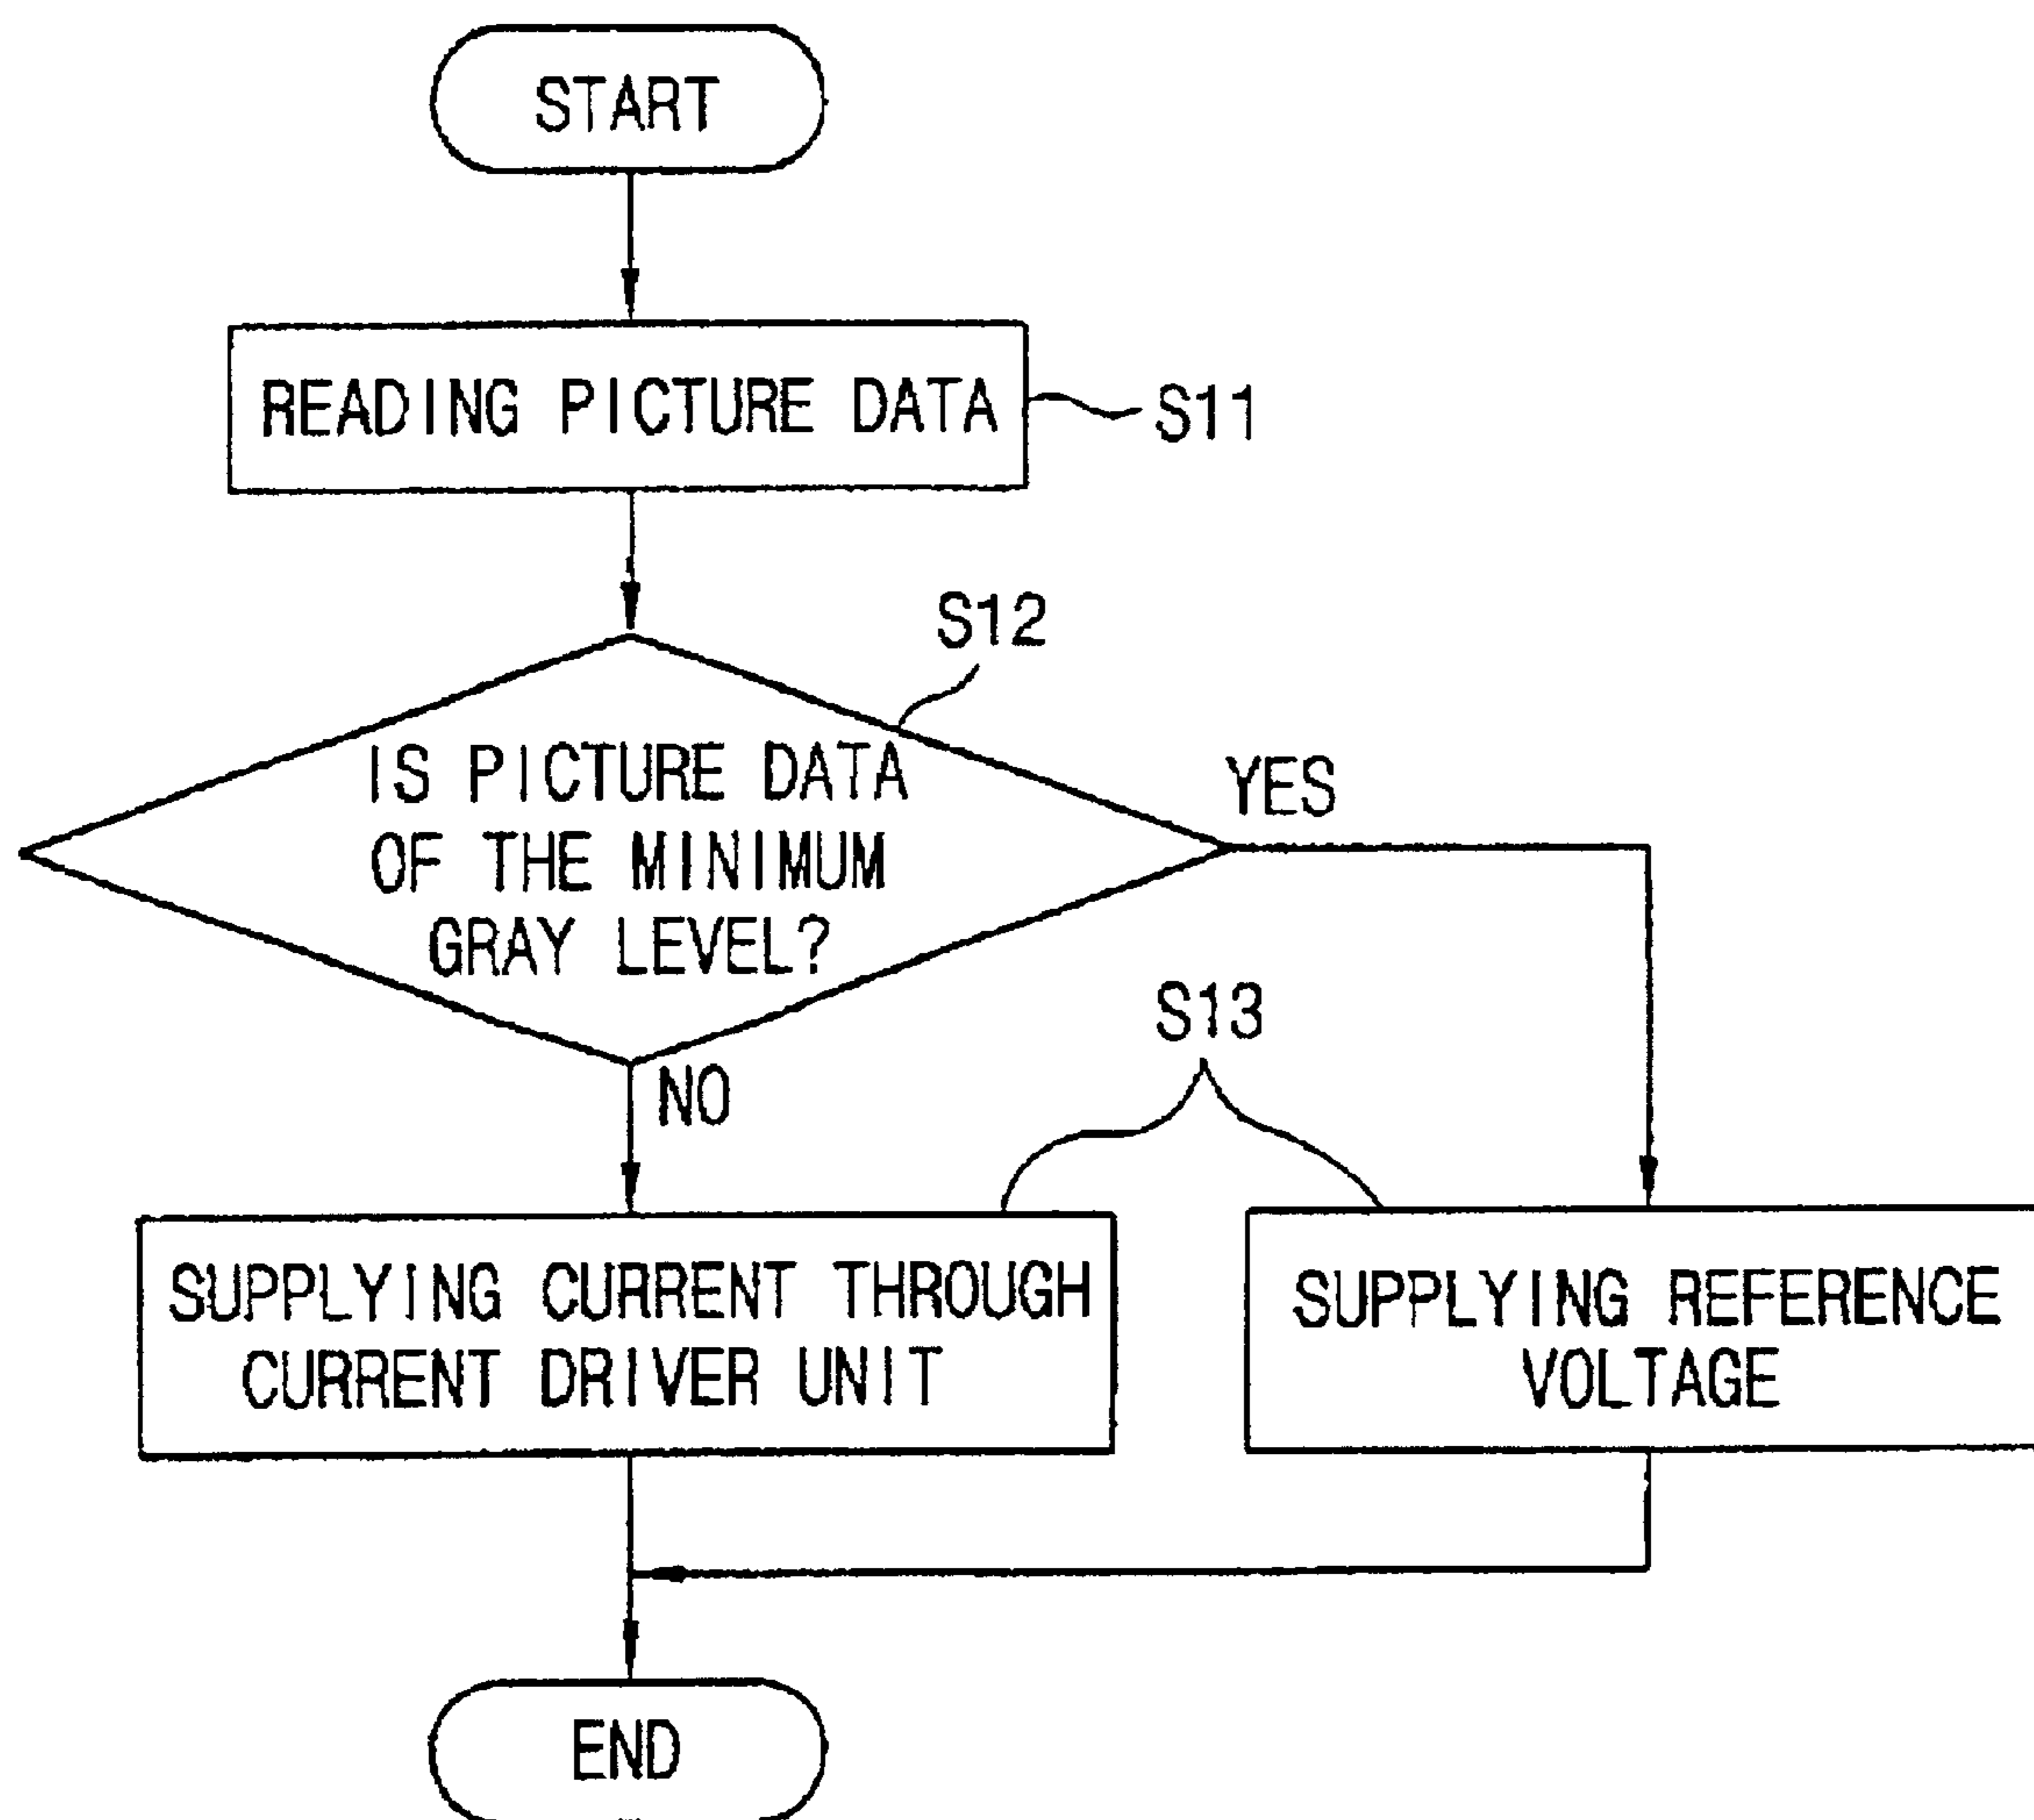 START
READING PICTURE DATA
S11
S12
IS PICTURE DATA
OF THE MINIMUM
GRAY LEVEL?
YES
NO
S13
SUPPLYING CURRENT THROUGH
CURRENT DRIVER UNIT
SUPPLYING REFERENCE
VOLTAGE
END